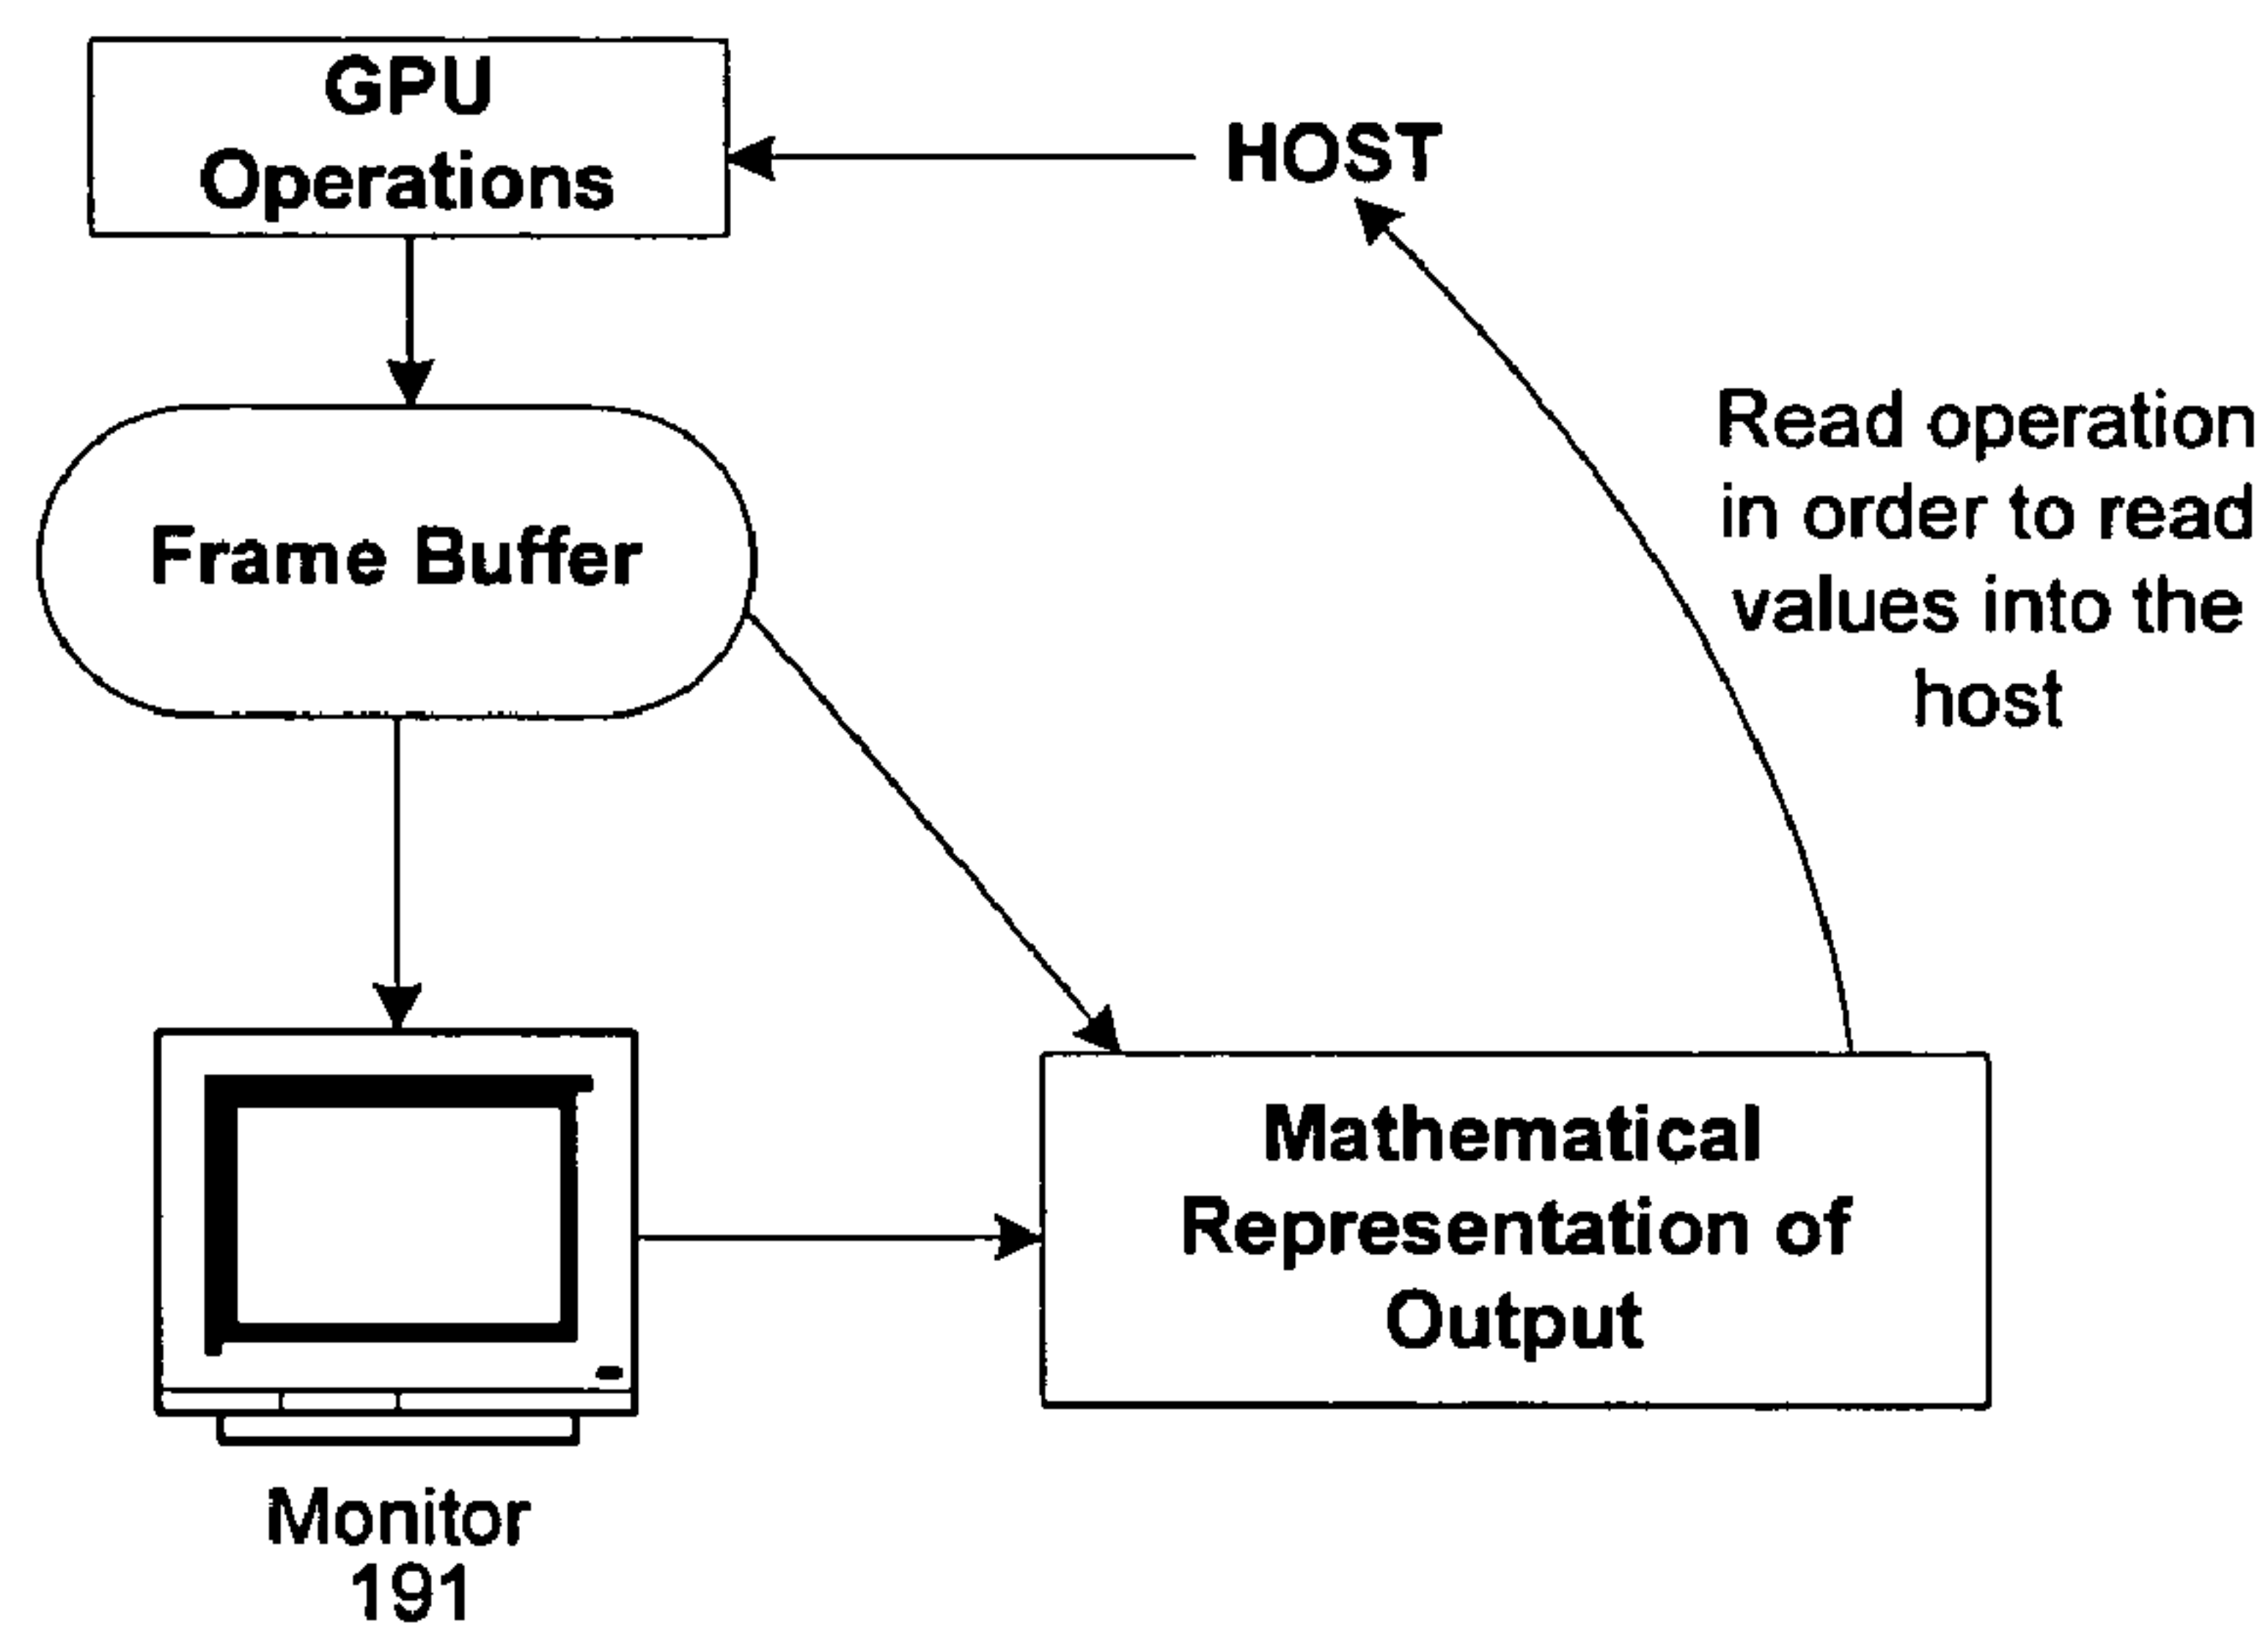 GPU
Operations
HOST
Read operation
in order to read
values into the
host
Frame Buffer
Mathematical
Representation of
Output
Monitor
191